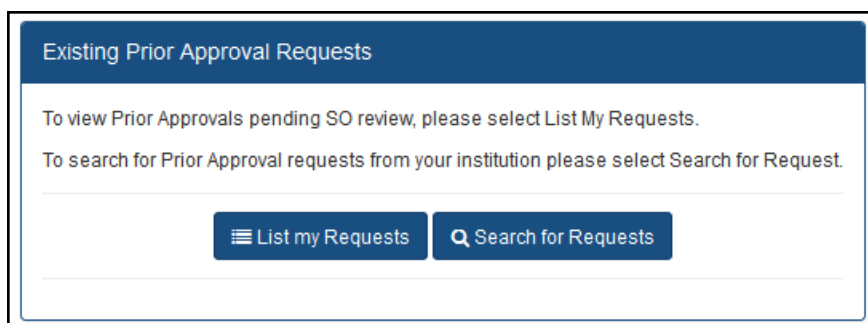 Existing Prior Approval Requests
To view Prior Approvals pending SO review, please select List My Requests.
To search for Prior Approval requests from your institution please select Search for Request.
List my Requests Search for Requests